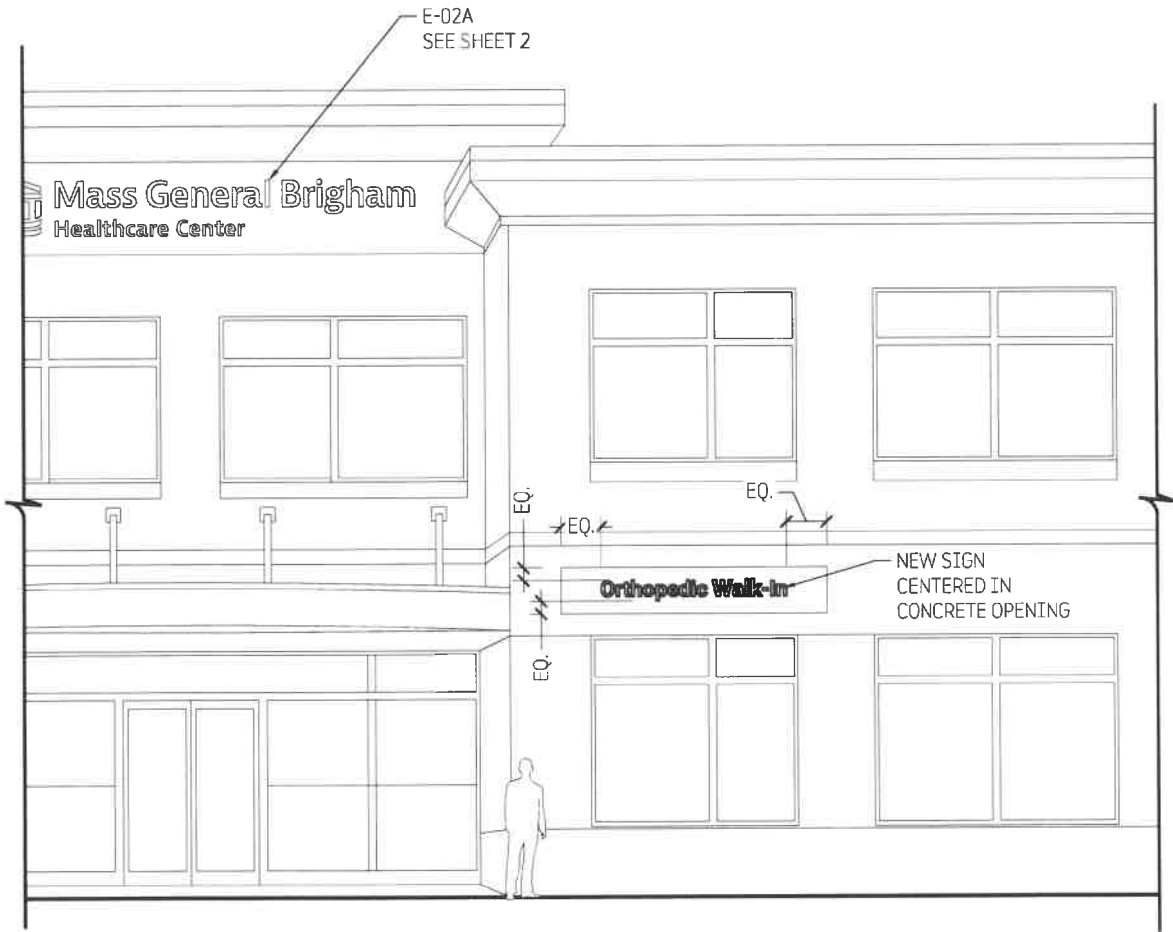 E-02A
SEE SHEET 2
Mass General Brigham
Healthcare Center
EQ.
EQ.
EQ.
EQ.
Orthopedic Walk-In
NEW SIGN
CENTERED IN
CONCRETE OPENING